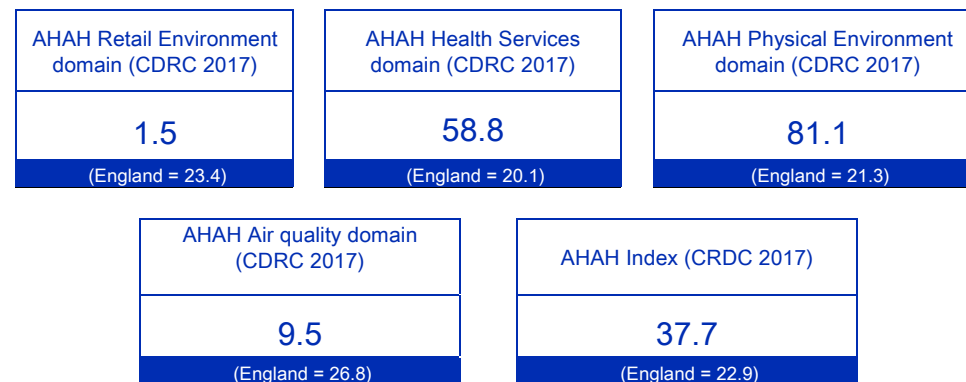 AHAH Retail Environment
domain (CDRC 2017)
1.5
(England = 23.4)
AHAH Health Services
domain (CDRC 2017)
58.8
(England = 20.1)
AHAH Physical Environment
domain (CDRC 2017)
81.1
(England = 21.3)
AHAH Air quality domain
(CDRC 2017)
9.5
(England = 26.8)
AHAH Index (CRDC 2017)
37.7
(England = 22.9)